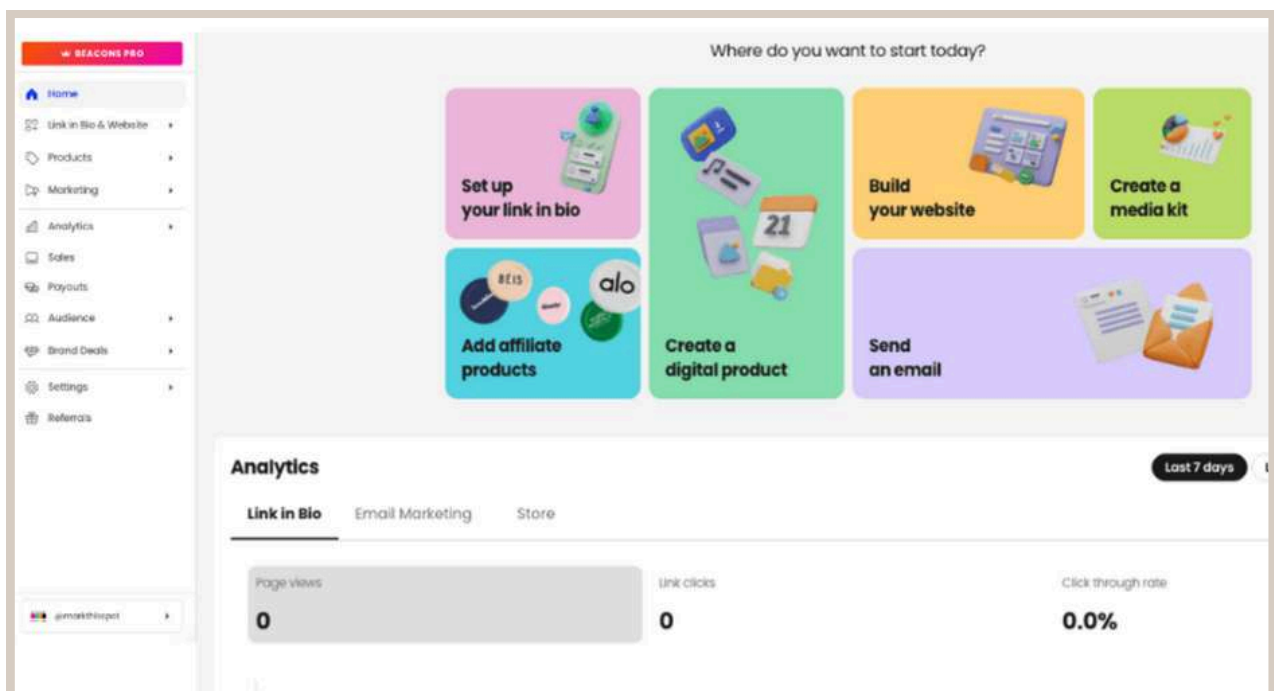 BEACONS PRO
Home
Link in Bio & Website
Products
Marketing
Analytics
Sales
Payouts
Audience
Brand Deals
Settings
Referrals
@markthisspot
Where do you want to start today?
Set up
your link in bio
21
Create a
digital product
Build
your website
Create a
media kit
BEIS
alo
Add affiliate
products
Send
an email
Analytics
Last 7 days
Link in Bio
Email Marketing
Store
Page views
0
Link clicks
0
Click through rate
0.0%